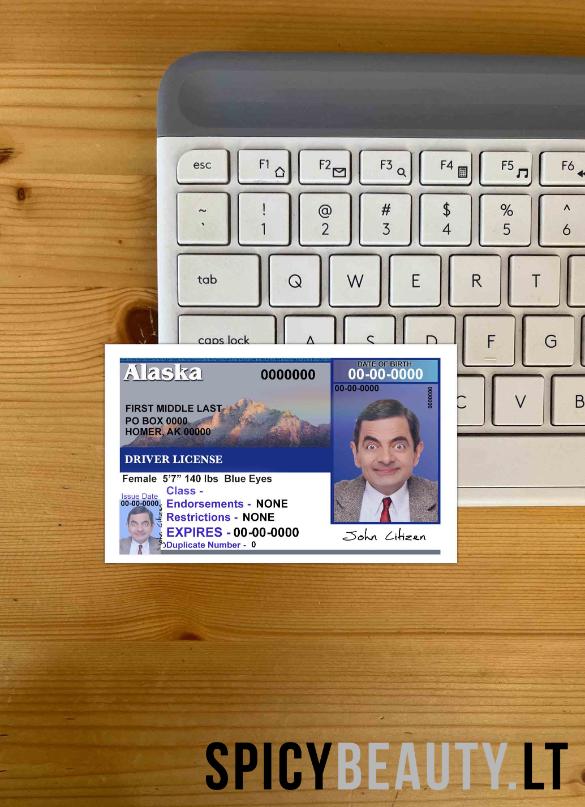 esc F1 F2 F3 F4 F5 F6
~ ! @ # $ % ^
` 1 2 3 4 5 6
tab Q W E R T
caps lock A S D F G
C V B
Alaska 0000000
DATE OF BIRTH
00-00-0000
00-00-0000
000000
FIRST MIDDLE LAST
PO BOX 0000
HOMER, AK 00000
DRIVER LICENSE
Female 5'7" 140 lbs Blue Eyes
Issue Date
00-00-0000
Class -
Endorsements - NONE
Restrictions - NONE
EXPIRES - 00-00-0000
Duplicate Number - 0
John Citizen
SPICYBEAUTY.LT